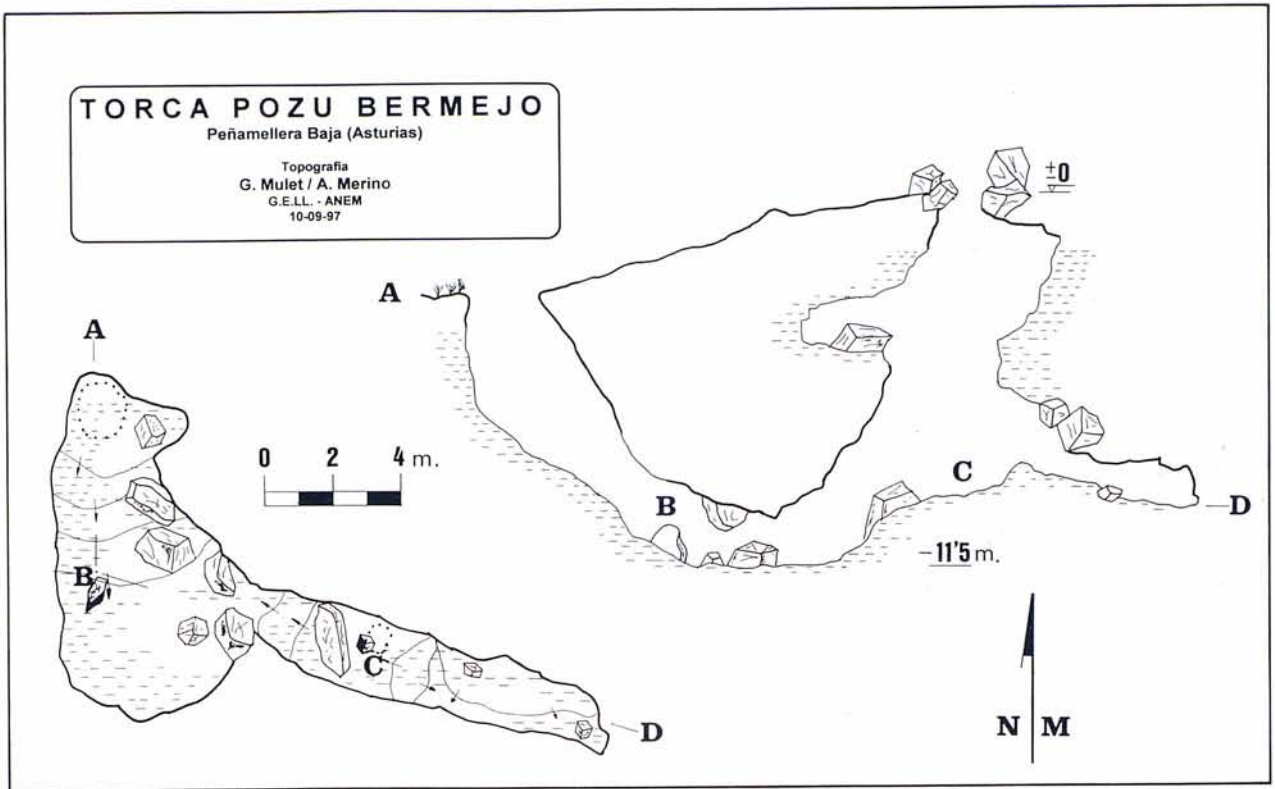 TORCA POZU BERMEJO
Peñamellera Baja (Asturias)
Topografia
G. Mulet / A. Merino
G.E.LL. - ANEM
10-09-97
±0
A
A
0 2 4 m.
C
B
D
-11'5 m.
B
C
D
N M